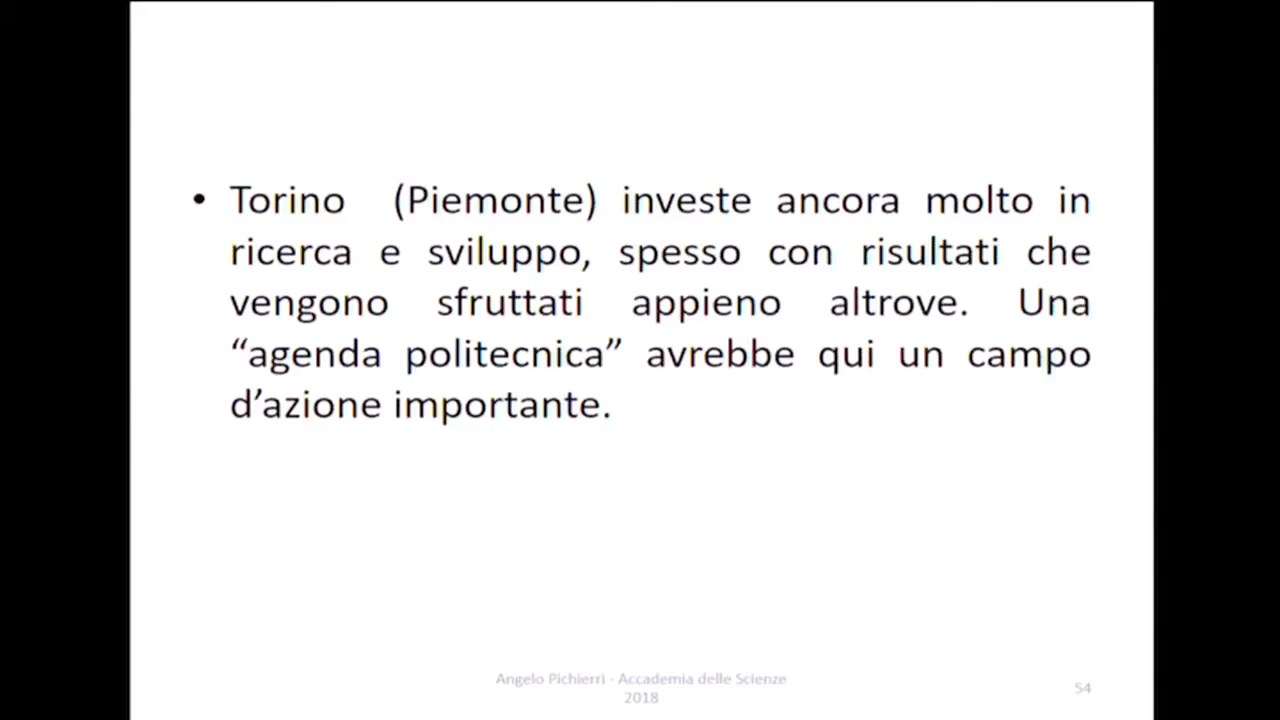 • Torino (Piemonte) investe ancora molto in
ricerca e sviluppo, spesso con risultati che
vengono sfruttati appieno altrove. Una
“agenda politecnica” avrebbe qui un campo
d’azione importante.
Angelo Pichierri - Accademia delle Scienze
2018
54